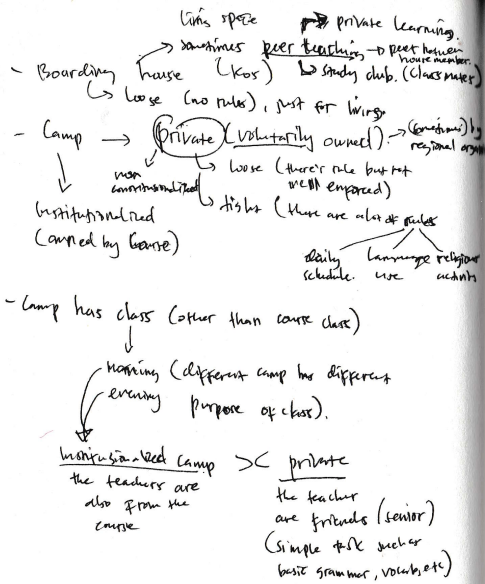 living space private learning.
sometimes peer teaching → peer between house member.
- Boarding house (kos) study club. (classmates)
loose (no rules), just for living.
- Camp → private (voluntarily owned). → (sometimes) by regional
non institutionalized loose (there's rule but not well enforced)
Institutionalized tight (there are a lot of rules
(owned by course)
daily schedule. Language use religious activity
- Camp has class (other than course class)
morning (different camp has different
evening purpose of class).
Institusionalized camp >< private
the teachers are the teacher
also from the are friends (senior)
course (simple task such as
basic grammar, vocabs, etc)